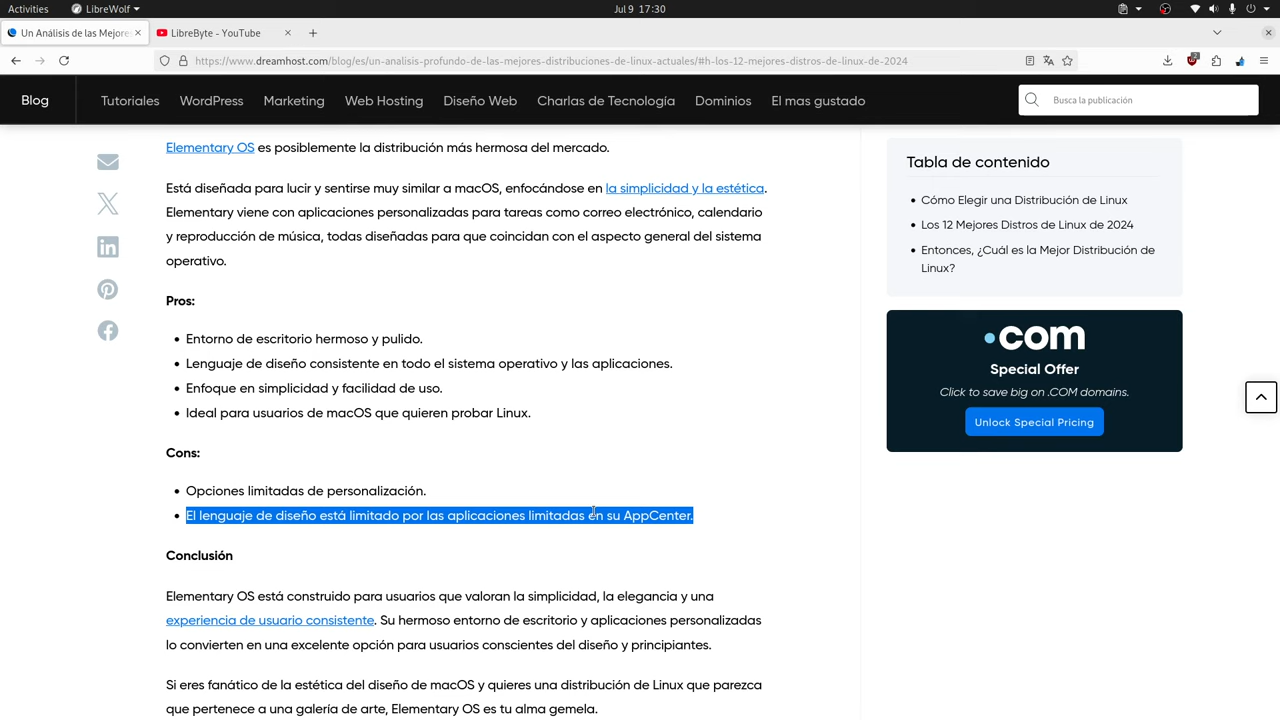 Activities
LibreWolf
Jul 9 17:30
Un Análisis de las Mejores
LibreByte - YouTube
https://www.dreamhost.com/blog/es/un-analisis-profundo-de-las-mejores-distribuciones-de-linux-actuales/#h-los-12-mejores-distros-de-linux-de-2024
Blog
Tutoriales
WordPress
Marketing
Web Hosting
Diseño Web
Charlas de Tecnología
Dominios
El mas gustado
Busca la publicación
Elementary OS es posiblemente la distribución más hermosa del mercado.
Está diseñada para lucir y sentirse muy similar a macOS, enfocándose en la simplicidad y la estética.
Elementary viene con aplicaciones personalizadas para tareas como correo electrónico, calendario
y reproducción de música, todas diseñadas para que coincidan con el aspecto general del sistema
operativo.
Pros:
Entorno de escritorio hermoso y pulido.
Lenguaje de diseño consistente en todo el sistema operativo y las aplicaciones.
Enfoque en simplicidad y facilidad de uso.
Ideal para usuarios de macOS que quieren probar Linux.
Cons:
Opciones limitadas de personalización.
El lenguaje de diseño está limitado por las aplicaciones limitadas en su AppCenter.
Conclusión
Elementary OS está construido para usuarios que valoran la simplicidad, la elegancia y una
experiencia de usuario consistente. Su hermoso entorno de escritorio y aplicaciones personalizadas
lo convierten en una excelente opción para usuarios conscientes del diseño y principiantes.
Si eres fanático de la estética del diseño de macOS y quieres una distribución de Linux que parezca
que pertenece a una galería de arte, Elementary OS es tu alma gemela.
Tabla de contenido
Cómo Elegir una Distribución de Linux
Los 12 Mejores Distros de Linux de 2024
Entonces, ¿Cuál es la Mejor Distribución de
Linux?
.com
Special Offer
Click to save big on .COM domains.
Unlock Special Pricing